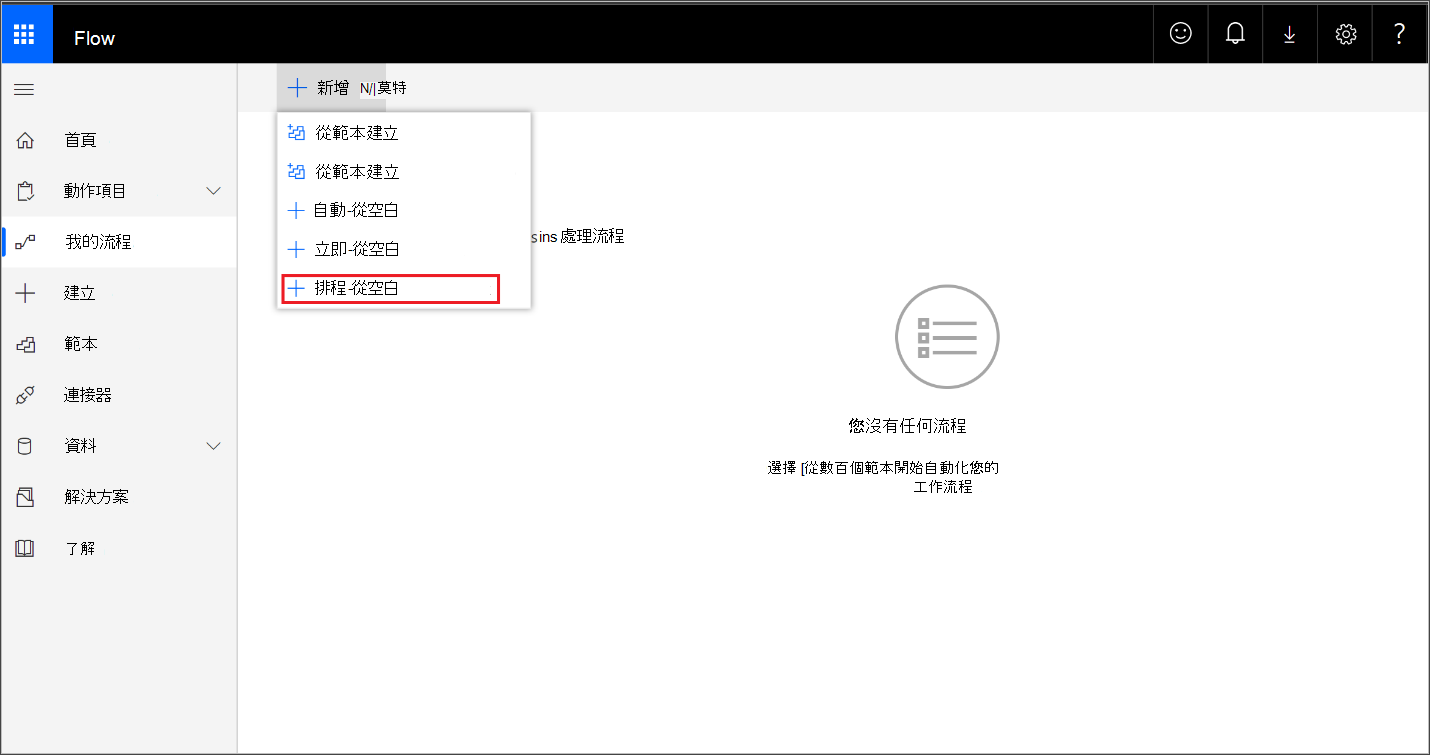 Flow
?
新增 N/|莫特
首頁
動作項目
我的流程
建立
範本
連接器
資料
解決方案
了解
從範本建立
從範本建立
自動-從空白
立即-從空白
排程-從空白
sins 處理流程
您沒有任何流程
選擇 [從數百個範本開始自動化您的
工作流程